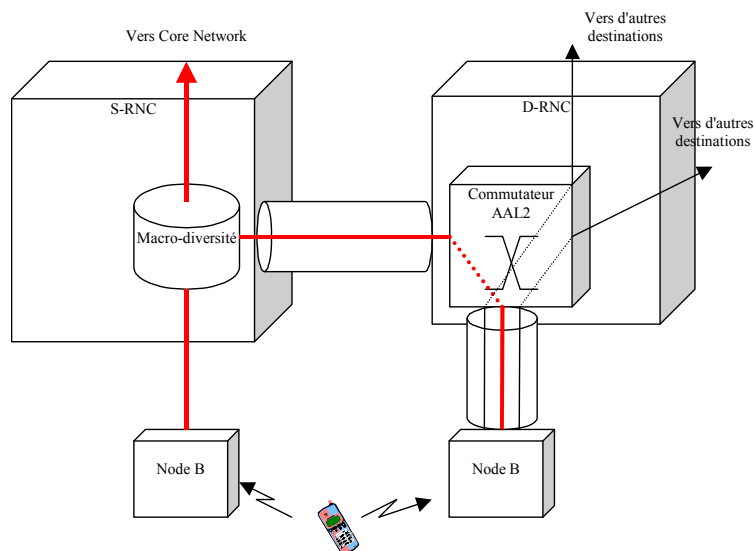 Vers d'autres
destinations
Vers Core Network
S-RNC
D-RNC
Vers d'autres
destinations
Commutateur
AAL2
Macro-diversité
Node B
Node B